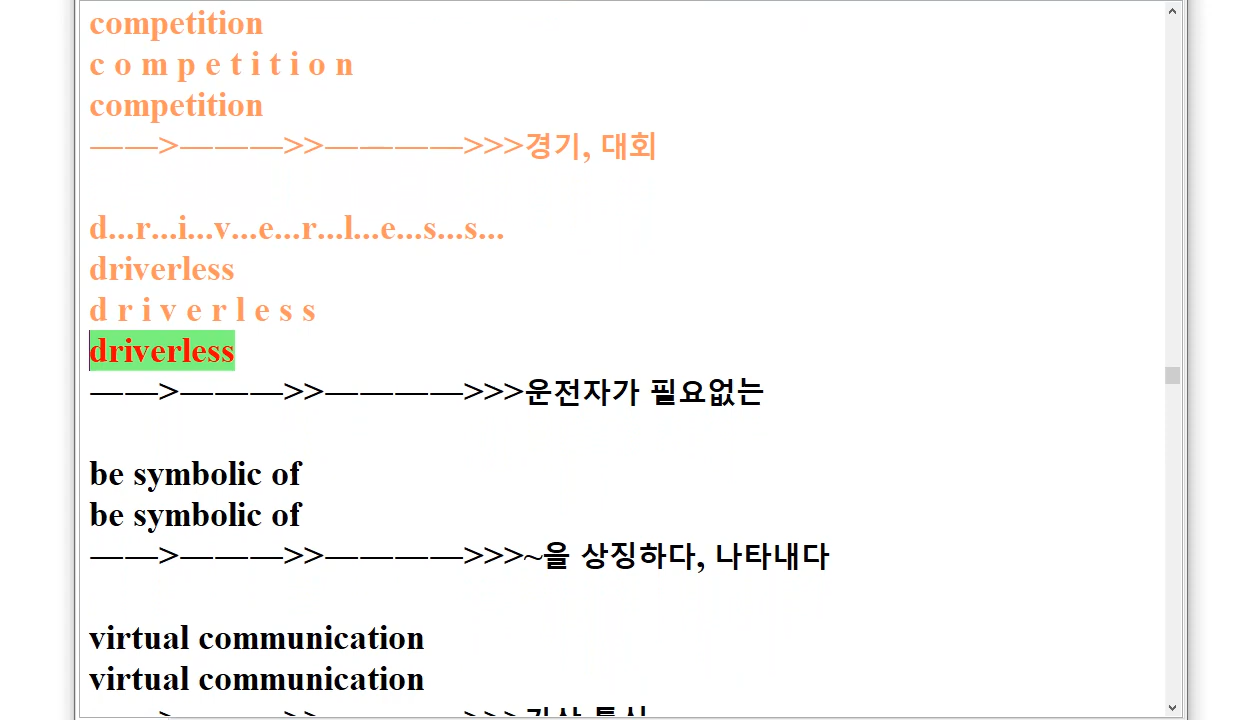 competition
c o m p e t i t i o n
competition
——>———>>————>>>경기, 대회
d...r...i...v...e...r...l...e...s...s...
driverless
d r i v e r l e s s
driverless
——>———>>————>>>운전자가 필요없는
be symbolic of
be symbolic of
——>———>>————>>>~을 상징하다, 나타내다
virtual communication
virtual communication